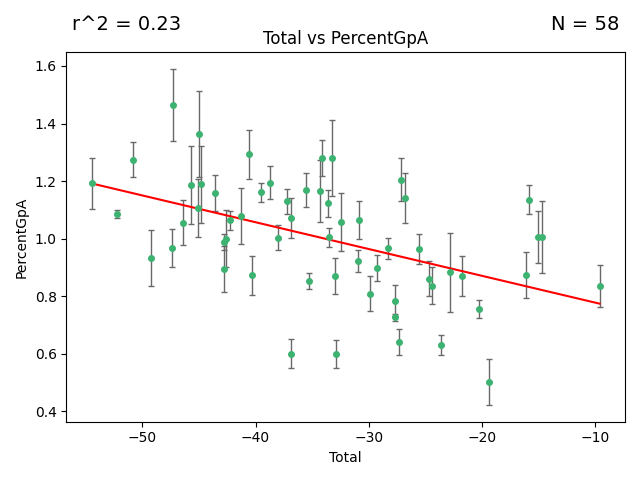 r^2 = 0.23
N = 58
Total vs PercentGpA
1.6
1.4
1.2
1.0
0.8
0.6
0.4
PercentGpA
−50
−40
−30
−20
−10
Total